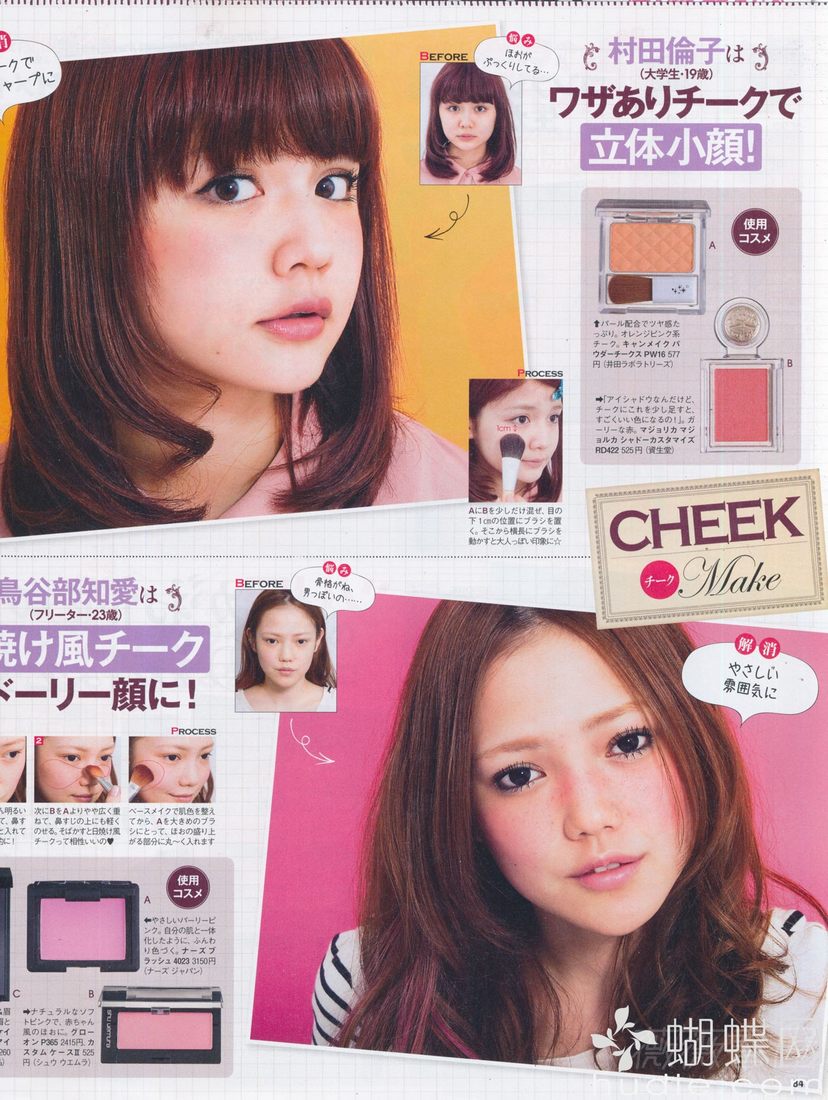 消
ークで
ャープに
BEFORE
悩み
ほおが
ぷっくりしてる…
村田倫子は
(大学生・19歳)
ワザありチークで
立体小顔!
使用
コスメ
A
⬆パール配合でツヤ感た
っぷり。オレンジピンク系
チーク。キャンメイク パ
ウダーチークス PW16 577
円(井田ラボラトリーズ)
B
➡「アイシャドウなんだけど、
チークにこれを少し足すと、
すごくいい色になるの!」。ガ
ーリーな赤。マジョリカ マジ
ョルカ シャドーカスタマイズ
RD422 525円(資生堂)
PROCESS
1cm
AにBを少しだけ混ぜ、目の
下1cmの位置にブラシを置
く。そこから横長にブラシを
動かすと大人っぽい印象に☆
CHEEK
チーク
Make
鳥谷部知愛は
(フリーター・23歳)
焼け風チーク
ドーリー顔に!
BEFORE
悩み
骨格がね、
男っぽいの……
解消
やさしい
雰囲気に
PROCESS
2
ん明るい
て、鼻す
と入れて
的に!
次にBをAよりやや広く重
ねて、鼻すじの上にも軽く
のせる。そばかすと日焼け風
チークって相性いいの♥
ベースメイクで肌色を整え
てから、Aを大きめのブラ
シにとって、ほおの盛り上
がる部分に丸〜く入れます
使用
コスメ
A
⬅やさしいパーリーピ
ンク。自分の肌と一体
化したように、ふんわ
り色づく。ナーズ ブ
ラッシュ 4023 3150円
(ナーズ ジャパン)
C
B
➡ナチュラルなソフ
トピンクで、赤ちゃん
風のほおに。グロー
オン P365 2415円、カ
スタム ケースⅡ 525
円(シュウ ウエムラ)
shu uemura
蝴蝶
hudie.com
84